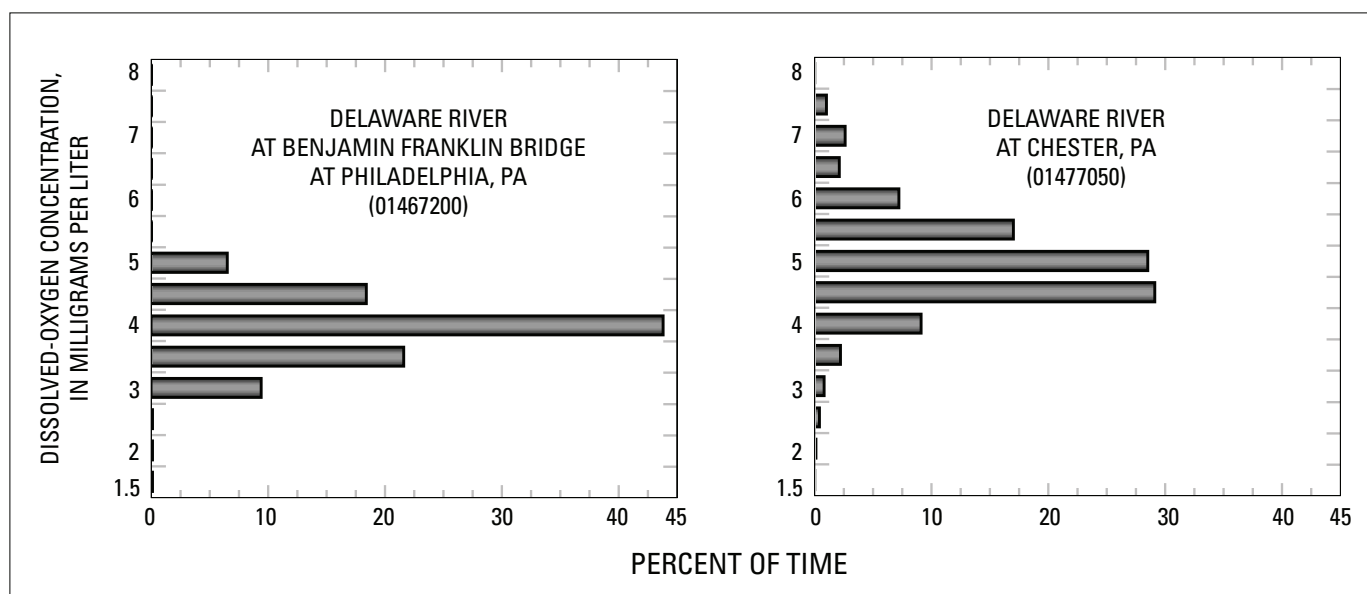 DISSOLVED-OXYGEN CONCENTRATION,
IN MILLIGRAMS PER LITER
8
7
6
5
4
3
2
1.5
DELAWARE RIVER
AT BENJAMIN FRANKLIN BRIDGE
AT PHILADELPHIA, PA
(01467200)
0 10 20 30 40 45
8
7
6
5
4
3
2
1.5
DELAWARE RIVER
AT CHESTER, PA
(01477050)
0 10 20 30 40 45
PERCENT OF TIME